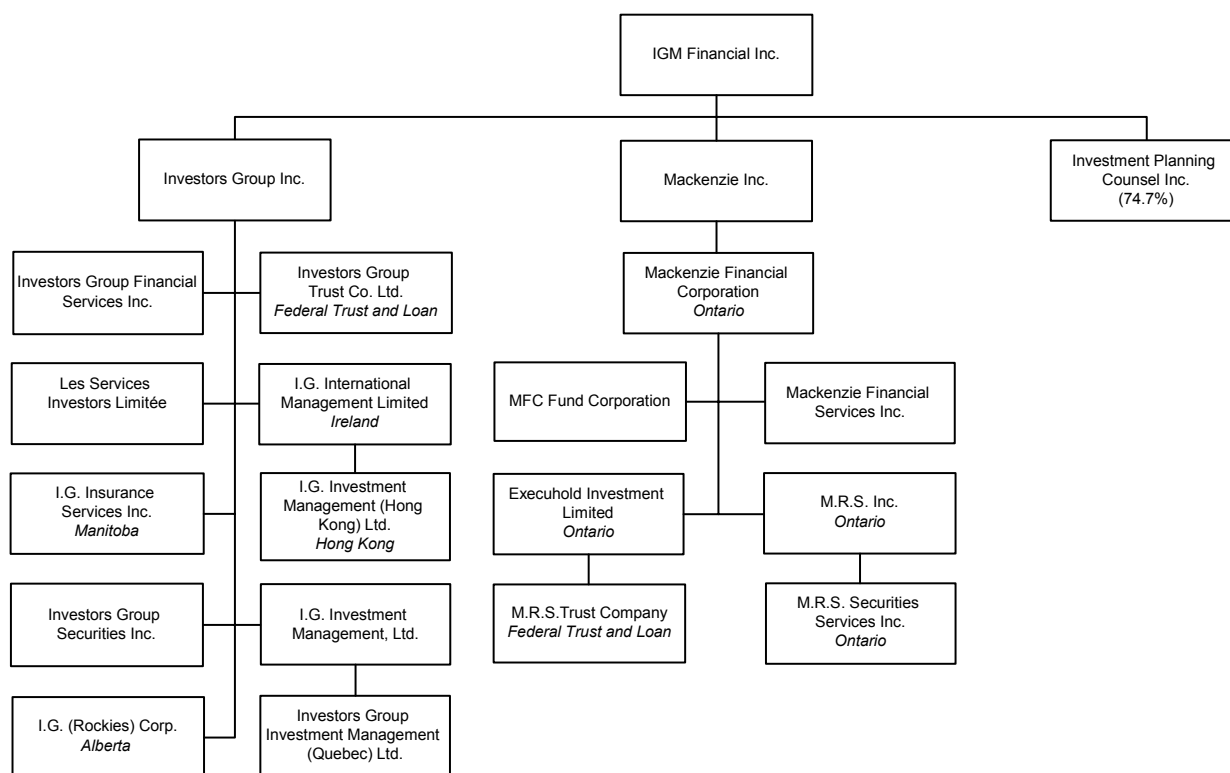 IGM Financial Inc.
Investors Group Inc.
Mackenzie Inc.
Investment Planning
Counsel Inc.
(74.7%)
Investors Group Financial
Services Inc.
Investors Group
Trust Co. Ltd.
Federal Trust and Loan
Mackenzie Financial
Corporation
Ontario
Les Services
Investors Limitée
I.G. International
Management Limited
Ireland
MFC Fund Corporation
Mackenzie Financial
Services Inc.
I.G. Insurance
Services Inc.
Manitoba
I.G. Investment
Management (Hong
Kong) Ltd.
Hong Kong
Execuhold Investment
Limited
Ontario
M.R.S. Inc.
Ontario
Investors Group
Securities Inc.
I.G. Investment
Management, Ltd.
M.R.S.Trust Company
Federal Trust and Loan
M.R.S. Securities
Services Inc.
Ontario
I.G. (Rockies) Corp.
Alberta
Investors Group
Investment Management
(Quebec) Ltd.